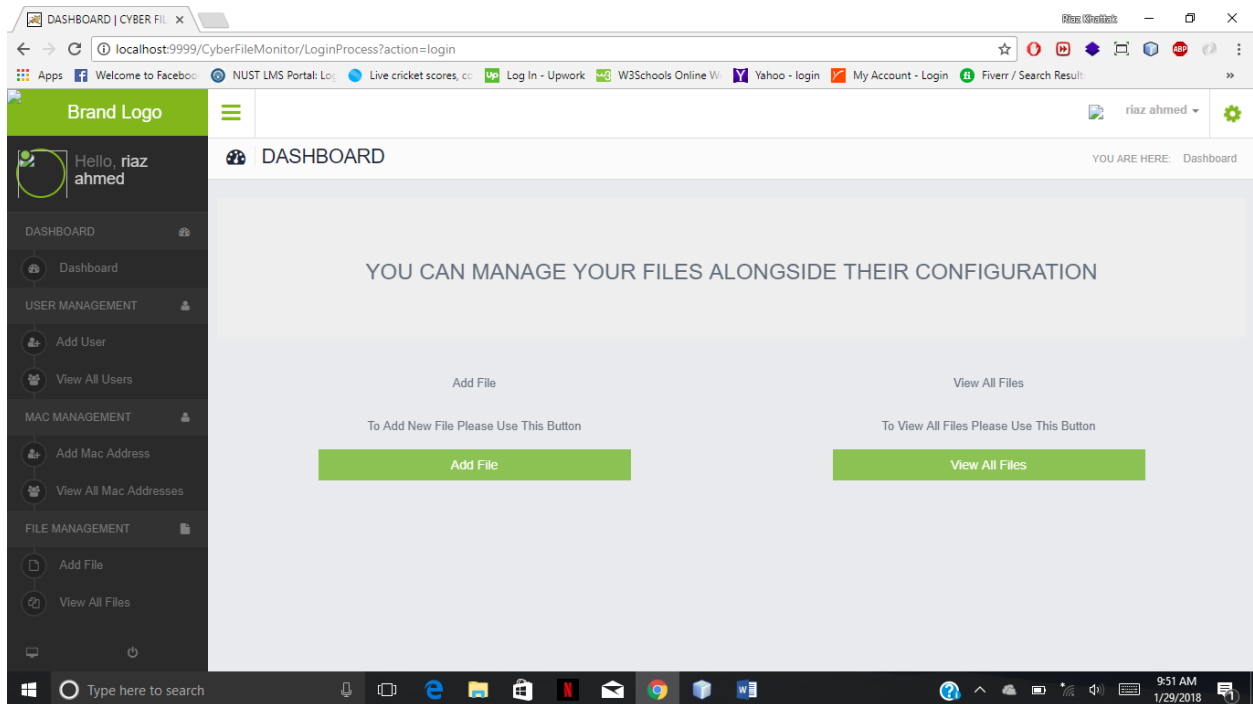 DASHBOARD | CYBER FIL
Riaz Khattak
localhost:9999/CyberFileMonitor/LoginProcess?action=login
Apps Welcome to Faceboo NUST LMS Portal: Log Live cricket scores, co Log In - Upwork W3Schools Online W Yahoo - login My Account - Login Fiverr / Search Result »
Brand Logo
riaz ahmed
Hello, riaz ahmed
DASHBOARD
YOU ARE HERE: Dashboard
DASHBOARD
Dashboard
USER MANAGEMENT
Add User
View All Users
MAC MANAGEMENT
Add Mac Address
View All Mac Addresses
FILE MANAGEMENT
Add File
View All Files
YOU CAN MANAGE YOUR FILES ALONGSIDE THEIR CONFIGURATION
Add File
To Add New File Please Use This Button
Add File
View All Files
To View All Files Please Use This Button
View All Files
Type here to search
9:51 AM
1/29/2018